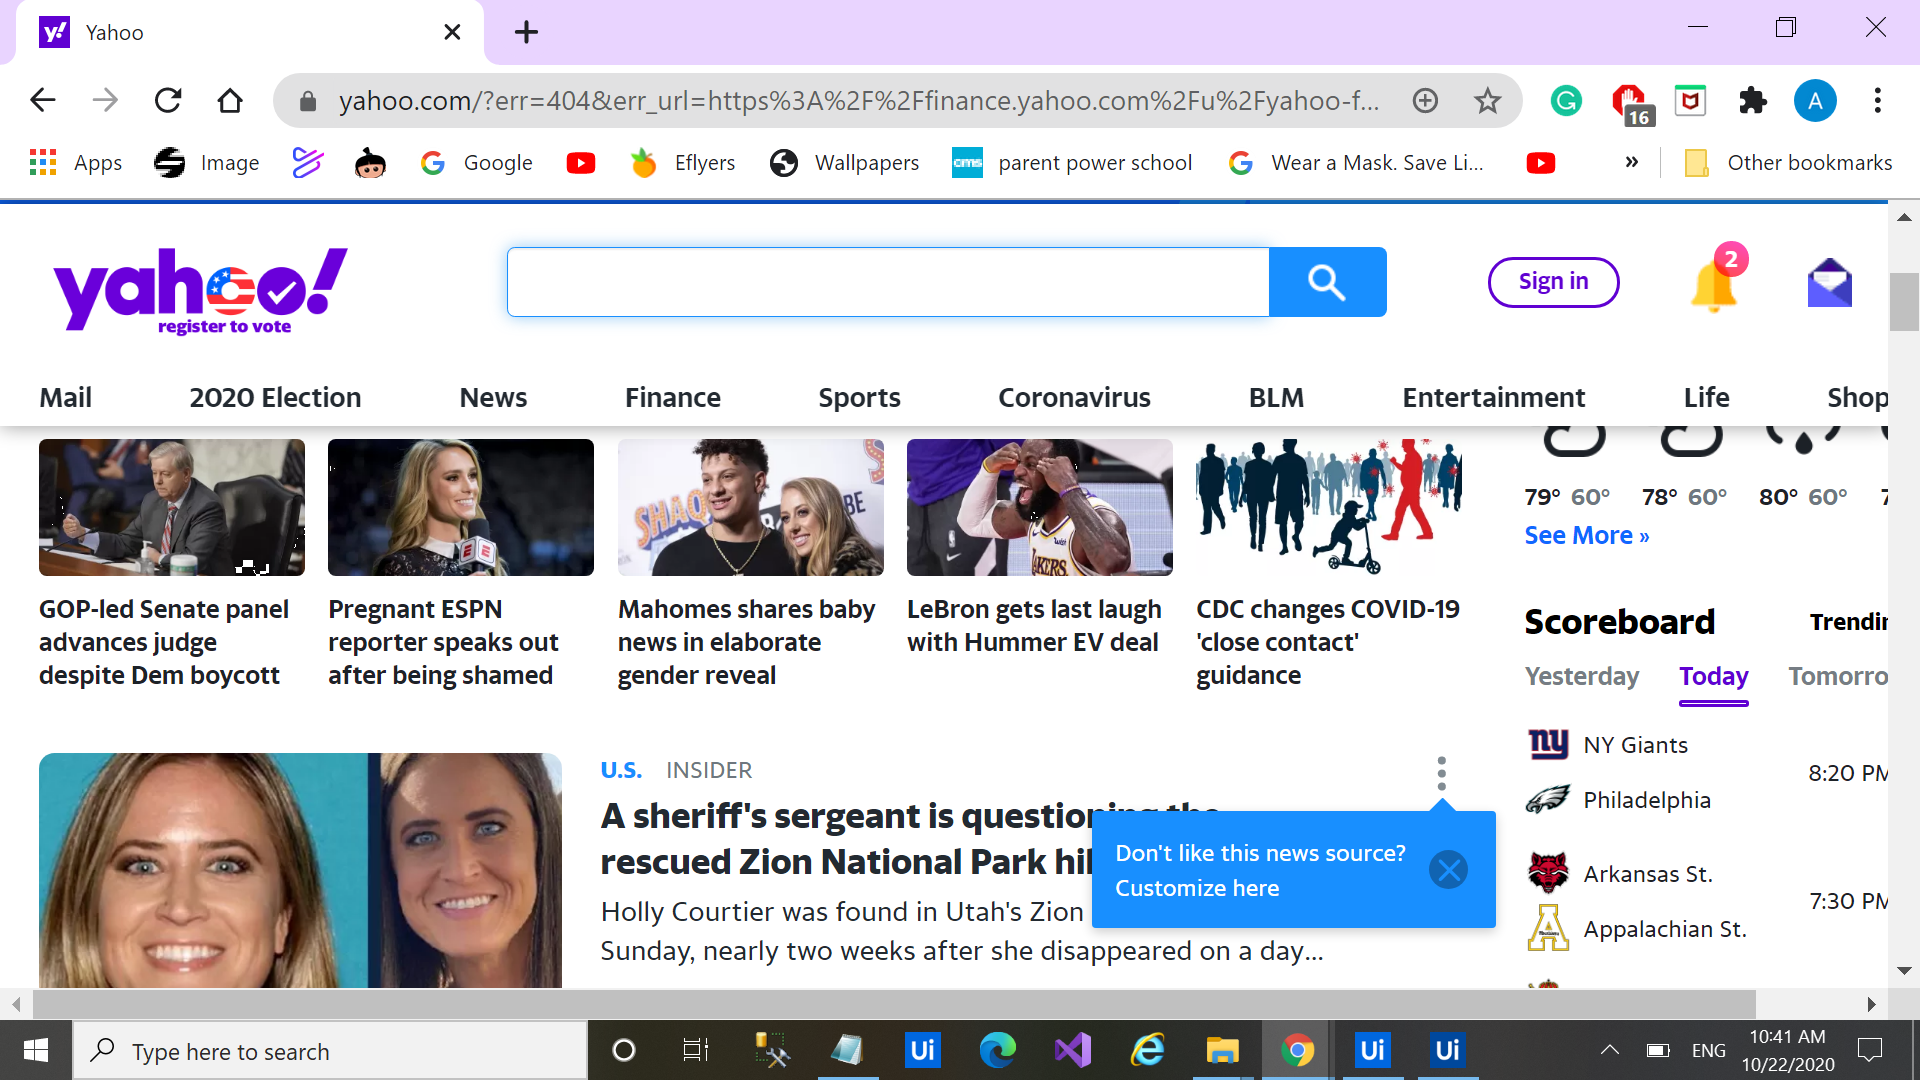 Yahoo
yahoo.com/?err=404&err_url=https%3A%2F%2Ffinance.yahoo.com%2Fu%2Fyahoo-f...
16
A
Apps
Image
Google
Eflyers
Wallpapers
cms
parent power school
Wear a Mask. Save Li...
»
Other bookmarks
yahoo!
register to vote
Sign in
2
Mail
2020 Election
News
Finance
Sports
Coronavirus
BLM
Entertainment
Life
Shop
79° 60°
78° 60°
80° 60°
See More »
GOP-led Senate panel
advances judge
despite Dem boycott
Pregnant ESPN
reporter speaks out
after being shamed
Mahomes shares baby
news in elaborate
gender reveal
LeBron gets last laugh
with Hummer EV deal
CDC changes COVID-19
'close contact'
guidance
Scoreboard
Trendin
Yesterday
Today
Tomorro
NY Giants
Philadelphia
8:20 PM
Arkansas St.
Appalachian St.
7:30 PM
U.S.
INSIDER
A sheriff's sergeant is questioning the
rescued Zion National Park hi
Holly Courtier was found in Utah's Zion
Sunday, nearly two weeks after she disappeared on a day...
Don't like this news source?
Customize here
Type here to search
Ui
Ui
Ui
ENG
10:41 AM
10/22/2020